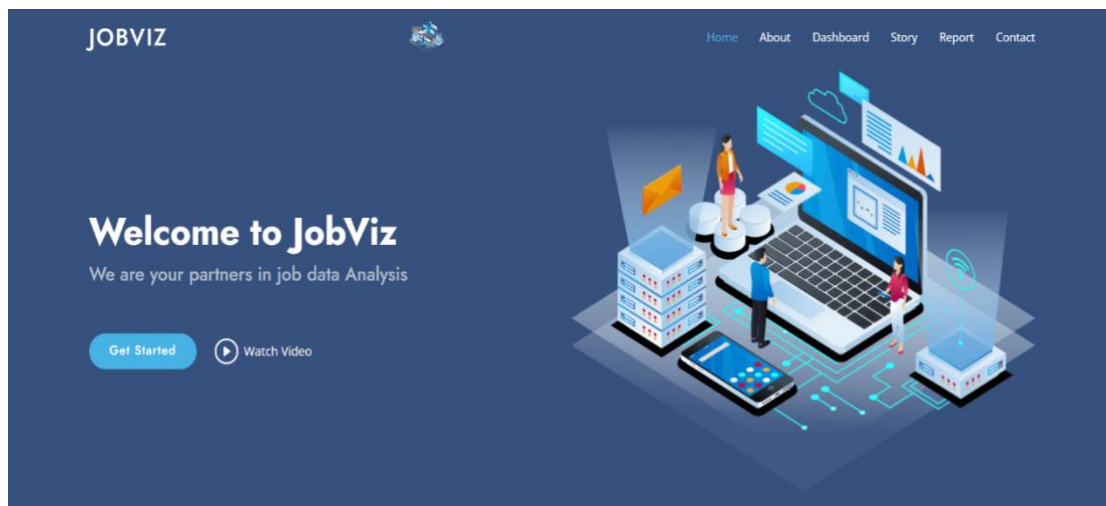 JOBVIZ
Home About Dashboard Story Report Contact
Welcome to JobViz
We are your partners in job data Analysis
Get Started
Watch Video